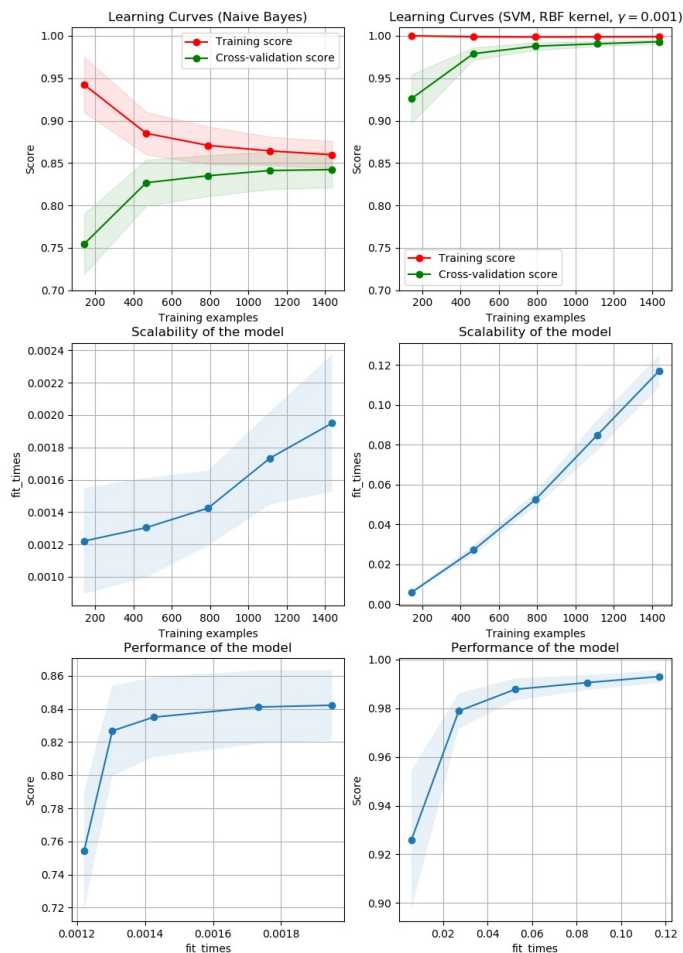 Learning Curves (Naive Bayes)
1.00
0.95
0.90
0.85
0.80
0.75
0.70
Score
Training score
Cross-validation score
200 400 600 800 1000 1200 1400
Training examples
Learning Curves (SVM, RBF kernel, γ = 0.001)
1.00
0.95
0.90
0.85
0.80
0.75
0.70
Score
Training score
Cross-validation score
200 400 600 800 1000 1200 1400
Training examples
Scalability of the model
0.0024
0.0022
0.0020
0.0018
0.0016
0.0014
0.0012
0.0010
fit_times
200 400 600 800 1000 1200 1400
Training examples
Scalability of the model
0.12
0.10
0.08
0.06
0.04
0.02
0.00
fit_times
200 400 600 800 1000 1200 1400
Training examples
Performance of the model
0.86
0.84
0.82
0.80
0.78
0.76
0.74
0.72
Score
0.0012 0.0014 0.0016 0.0018
fit_times
Performance of the model
1.00
0.98
0.96
0.94
0.92
0.90
Score
0.02 0.04 0.06 0.08 0.10 0.12
fit_times